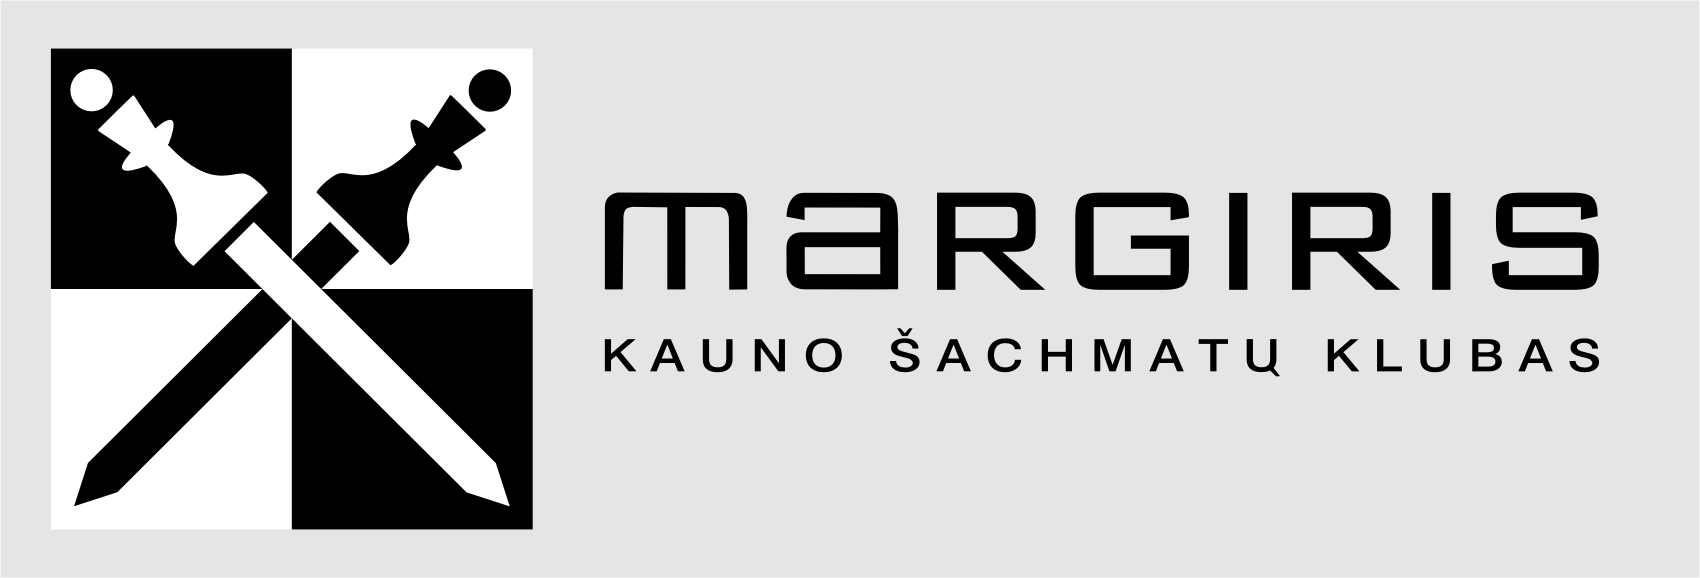 maRGIRIS
KAUNO ŠACHMATŲ KLUBAS